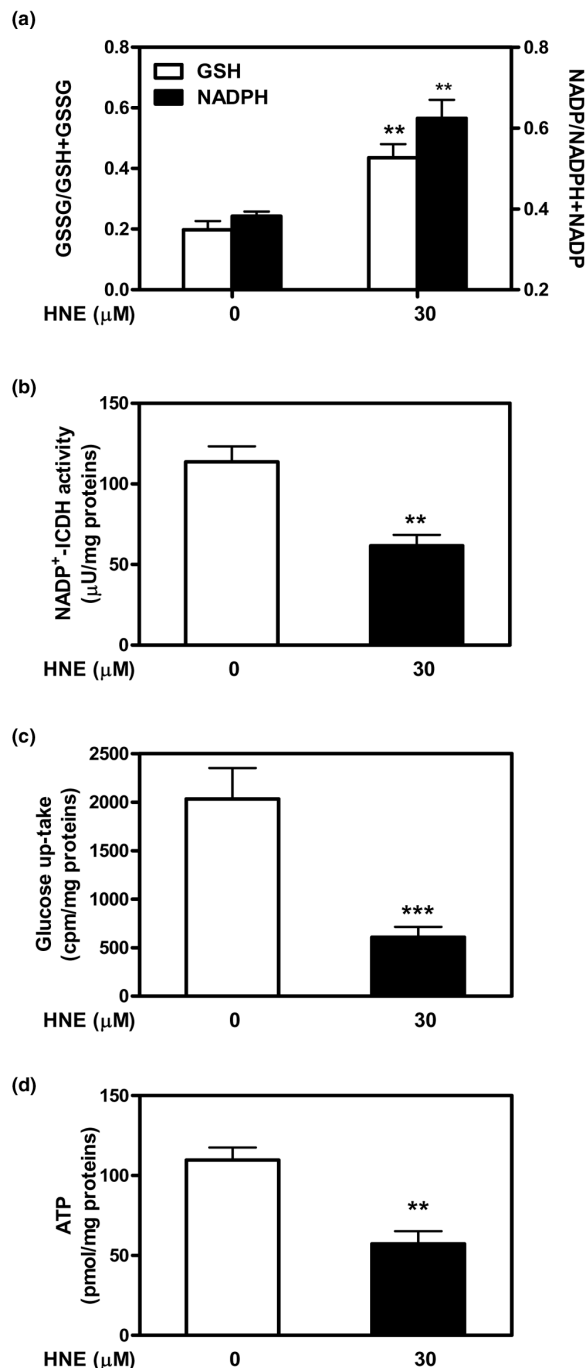 (a)
GSSG/GSH+GSSG
0.8
0.6
0.4
0.2
0.0
GSH
NADPH
**
**
0.8
0.6
0.4
0.2
NADP/NADPH+NADP
HNE (μM)
0
30
(b)
NADP+-ICDH activity
(μU/mg proteins)
150
100
50
0
**
HNE (μM)
0
30
(c)
Glucose up-take
(cpm/mg proteins)
2500
2000
1500
1000
500
0
***
HNE (μM)
0
30
(d)
ATP
(pmol/mg proteins)
150
100
50
0
**
HNE (μM)
0
30